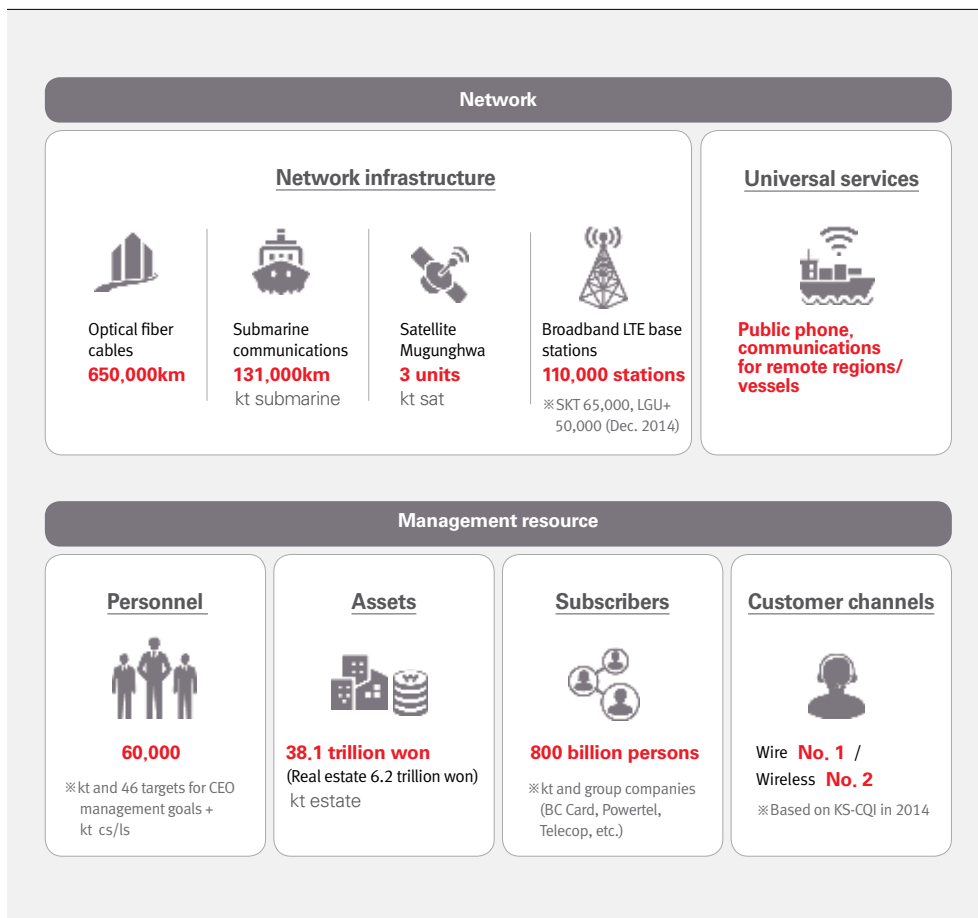 Network
Network infrastructure
Optical fiber
cables
650,000km
Submarine
communications
131,000km
kt submarine
Satellite
Mugunghwa
3 units
kt sat
Broadband LTE base
stations
110,000 stations
※SKT 65,000, LGU+
50,000 (Dec. 2014)
Universal services
Public phone,
communications
for remote regions/
vessels
Management resource
Personnel
60,000
※kt and 46 targets for CEO
management goals +
kt cs/ls
Assets
38.1 trillion won
(Real estate 6.2 trillion won)
kt estate
Subscribers
800 billion persons
※kt and group companies
(BC Card, Powertel,
Telecop, etc.)
Customer channels
Wire No. 1 /
Wireless No. 2
※Based on KS-CQI in 2014